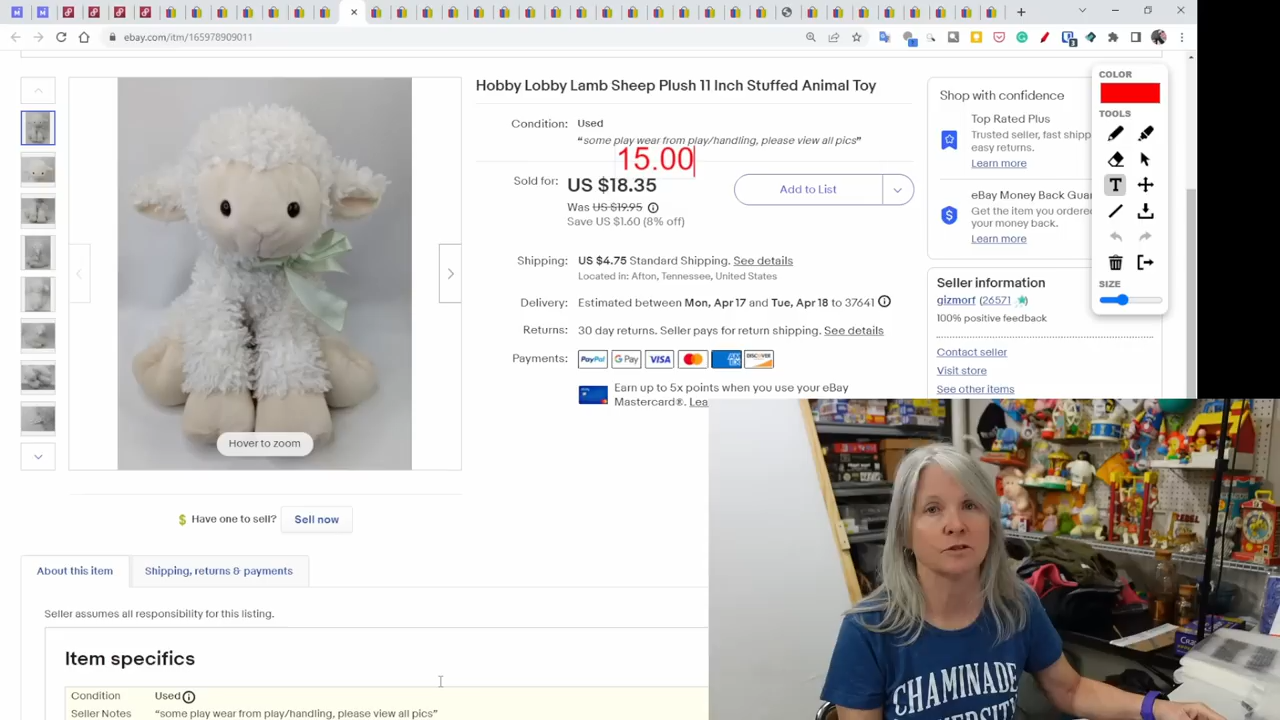 ebay.com/itm/165978909011
Hobby Lobby Lamb Sheep Plush 11 Inch Stuffed Animal Toy
Condition: Used
“some play wear from play/handling, please view all pics”
15.00
Sold for: US $18.35
Was US $19.95
Save US $1.60 (8% off)
Add to List
Shipping: US $4.75 Standard Shipping. See details
Located in: Afton, Tennessee, United States
Delivery: Estimated between Mon, Apr 17 and Tue, Apr 18 to 37641
Returns: 30 day returns. Seller pays for return shipping. See details
Payments: PayPal G Pay VISA DISCOVER
Earn up to 5x points when you use your eBay
Mastercard®. Lea
Hover to zoom
Shop with confidence
Top Rated Plus
Trusted seller, fast shipp
easy returns.
Learn more
eBay Money Back Gua
Get the item you ordere
your money back.
Learn more
Seller information
gizmorf (26571)
100% positive feedback
Contact seller
Visit store
See other items
COLOR
TOOLS
T
SIZE
Have one to sell? Sell now
About this item
Shipping, returns & payments
Seller assumes all responsibility for this listing.
Item specifics
Condition Used
Seller Notes “some play wear from play/handling, please view all pics”
CHAMINADE